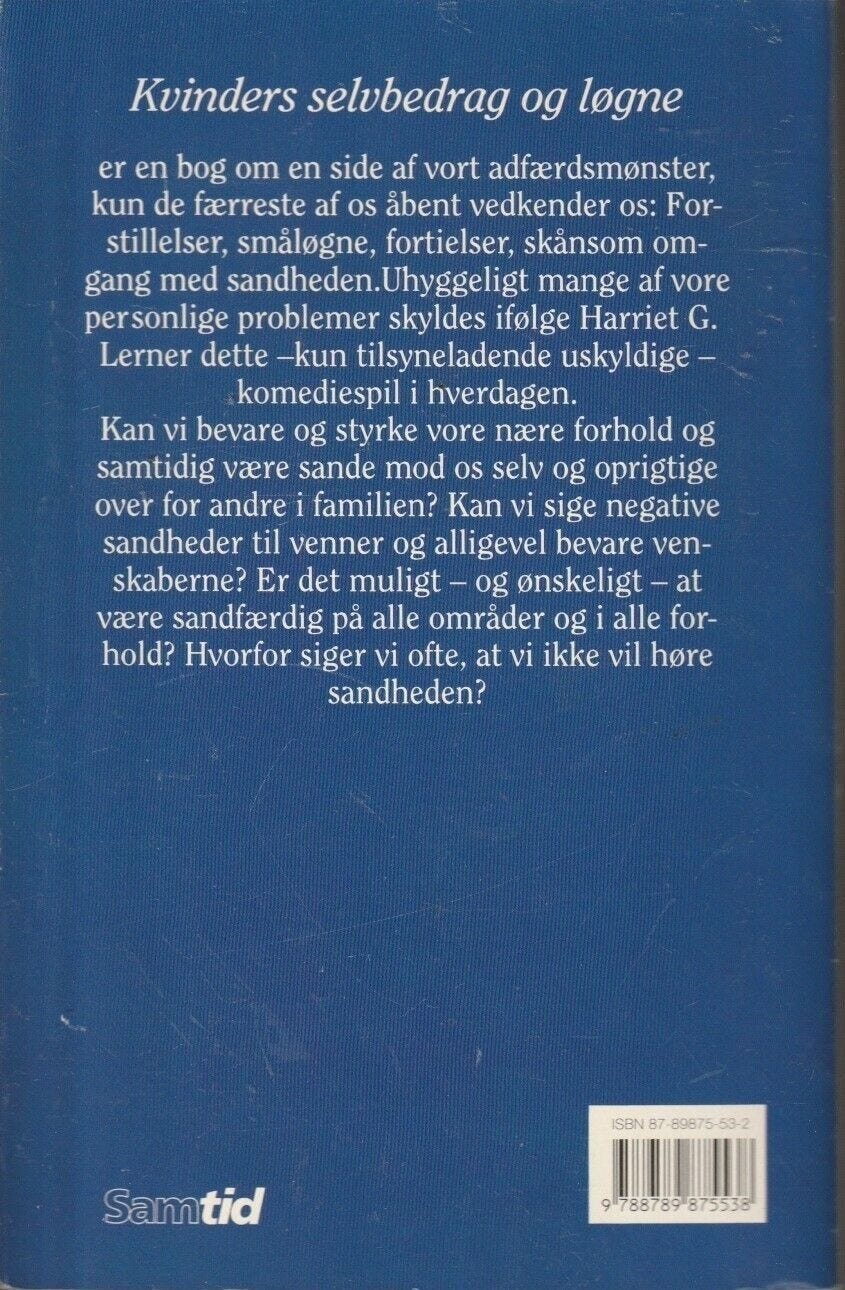 Kvinders selvbedrag og løgne
er en bog om en side af vort adfærdsmønster,
kun de færreste af os åbent vedkender os: For-
stillelser, småløgne, fortielser, skånsom om-
gang med sandheden.Uhyggeligt mange af vore
personlige problemer skyldes ifølge Harriet G.
Lerner dette –kun tilsyneladende uskyldige –
komediespil i hverdagen.
Kan vi bevare og styrke vore nære forhold og
samtidig være sande mod os selv og oprigtige
over for andre i familien? Kan vi sige negative
sandheder til venner og alligevel bevare ven-
skaberne? Er det muligt – og ønskeligt – at
være sandfærdig på alle områder og i alle for-
hold? Hvorfor siger vi ofte, at vi ikke vil høre
sandheden?
ISBN 87-89875-53-2
9 788789 875538
Samtid